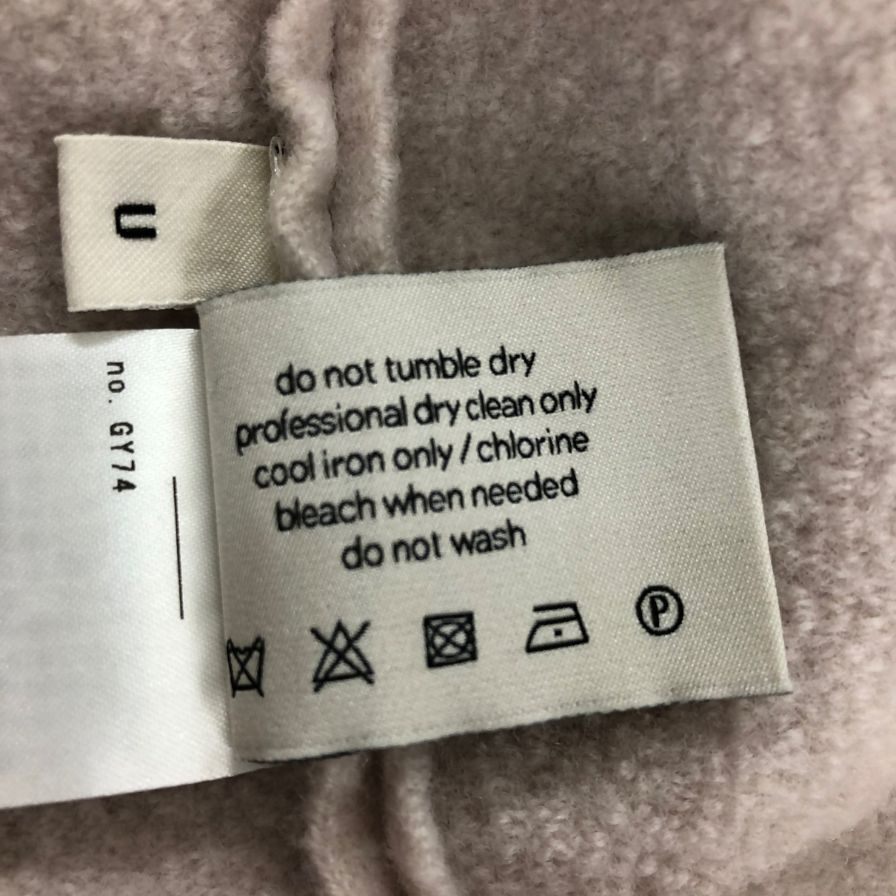 U
no. GY74
do not tumble dry
professional dry clean only
cool iron only / chlorine
bleach when needed
do not wash
P